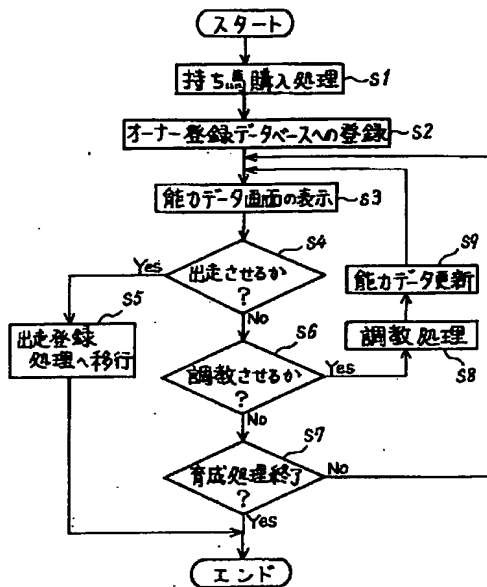 スタート
持ち馬購入処理
S1
オーナー登録データベースへの登録
S2
能力データ画面の表示
S3
S4
出走させるか
?
Yes
No
S5
出走登録
処理へ移行
S6
調教させるか
?
Yes
No
S9
能力データ更新
調教処理
S8
S7
育成処理終了
?
No
Yes
エンド